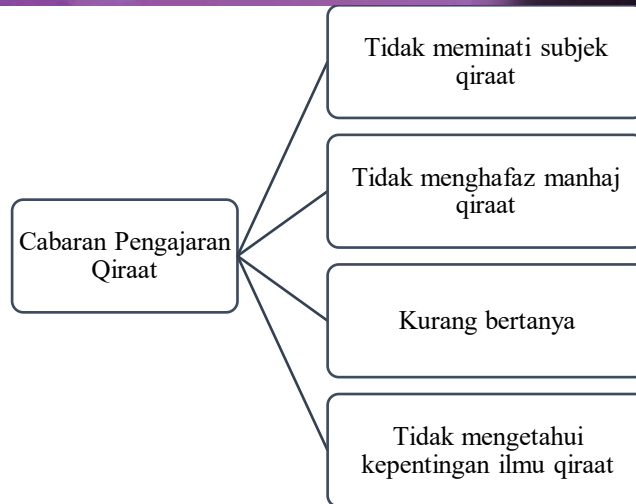 Tidak meminati subjek
qiraat
Tidak menghafaz manhaj
qiraat
Cabaran Pengajaran
Qiraat
Kurang bertanya
Tidak mengetahui
kepentingan ilmu qiraat